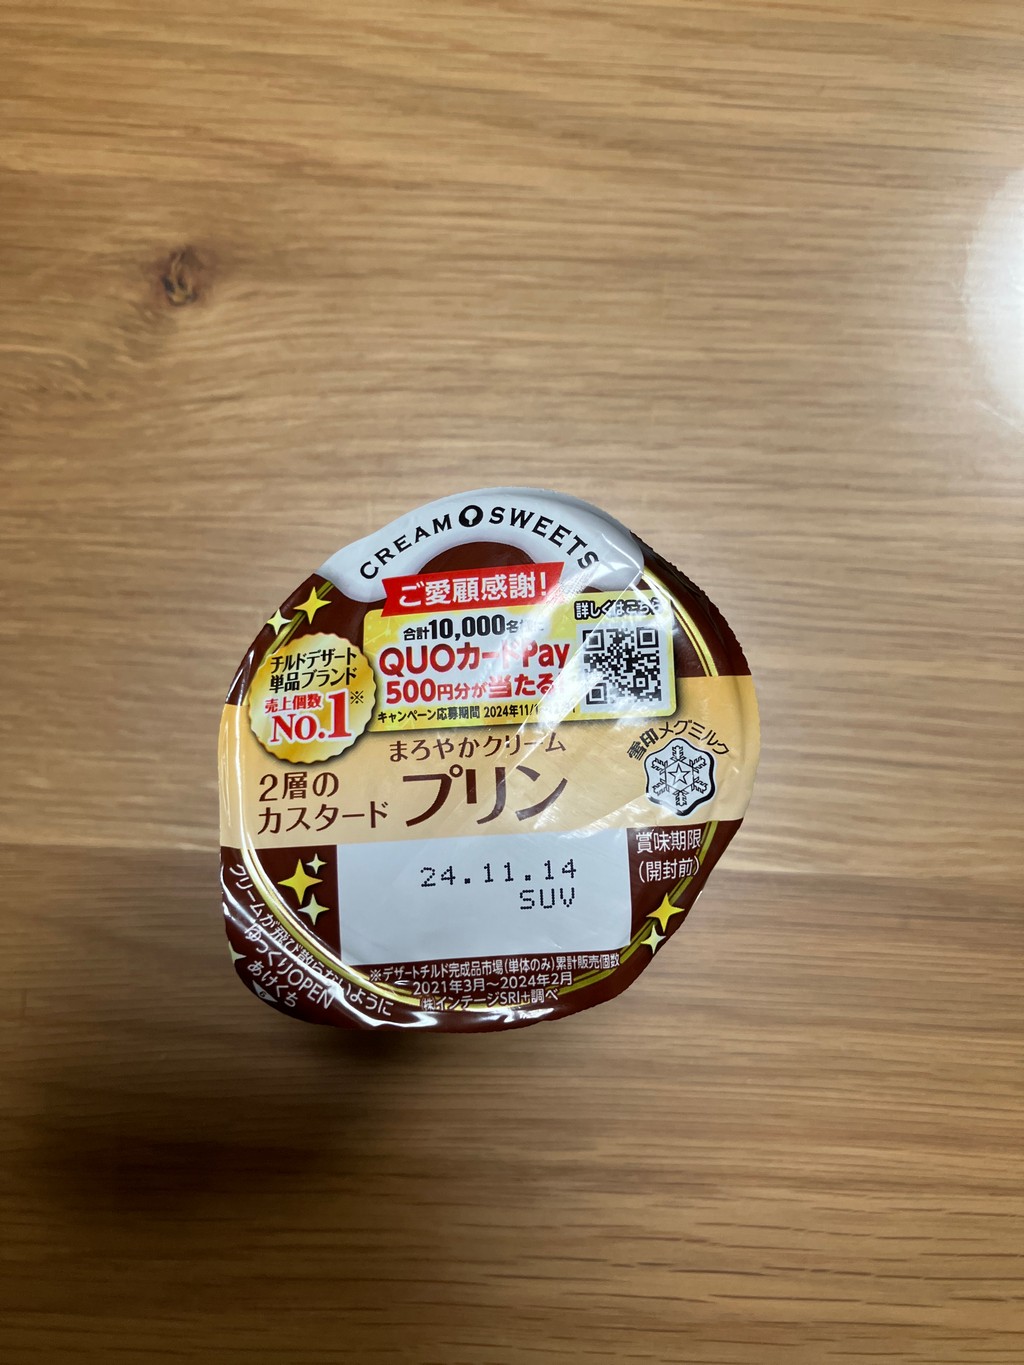 CREAM SWEETS
ご愛顧感謝!
詳しくはこちら
合計10,000名
QUOカードPay
500円分が当たる
キャンペーン応募期間 2024年11/1
チルドデザート
単品ブランド
売上個数
No.1※
まろやかクリーム
2層の
カスタード
プリン
雪印メグミルク
賞味期限
(開封前)
24.11.14
SUV
クリームが飛び散らないように
ゆっくりOPEN
あけくち
※デザートチルド完成品市場(単体のみ)累計販売個数
2021年3月~2024年2月
(株)インテージSRI+調べ